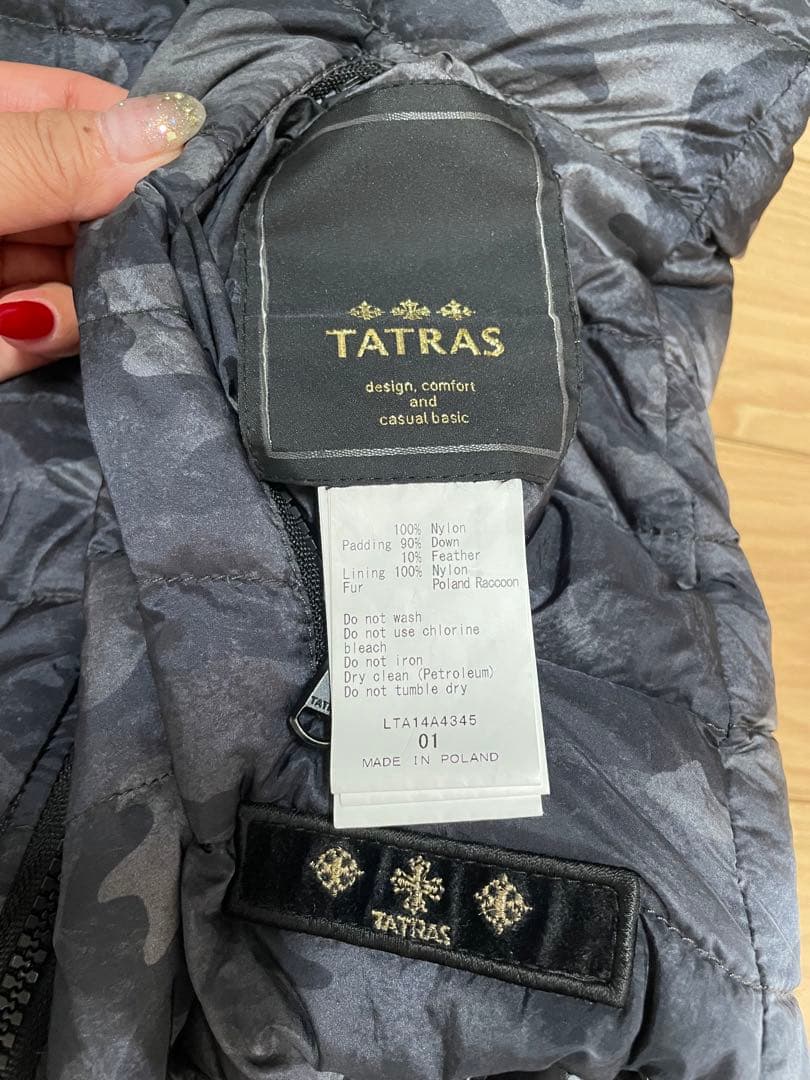 TATRAS
design, comfort
and
casual basic
100% Nylon
Padding 90% Down
10% Feather
Lining 100% Nylon
Fur Poland Raccoon
Do not wash
Do not use chlorine
bleach
Do not iron
Dry clean (Petroleum)
Do not tumble dry
LTA14A4345
01
MADE IN POLAND
TATRAS